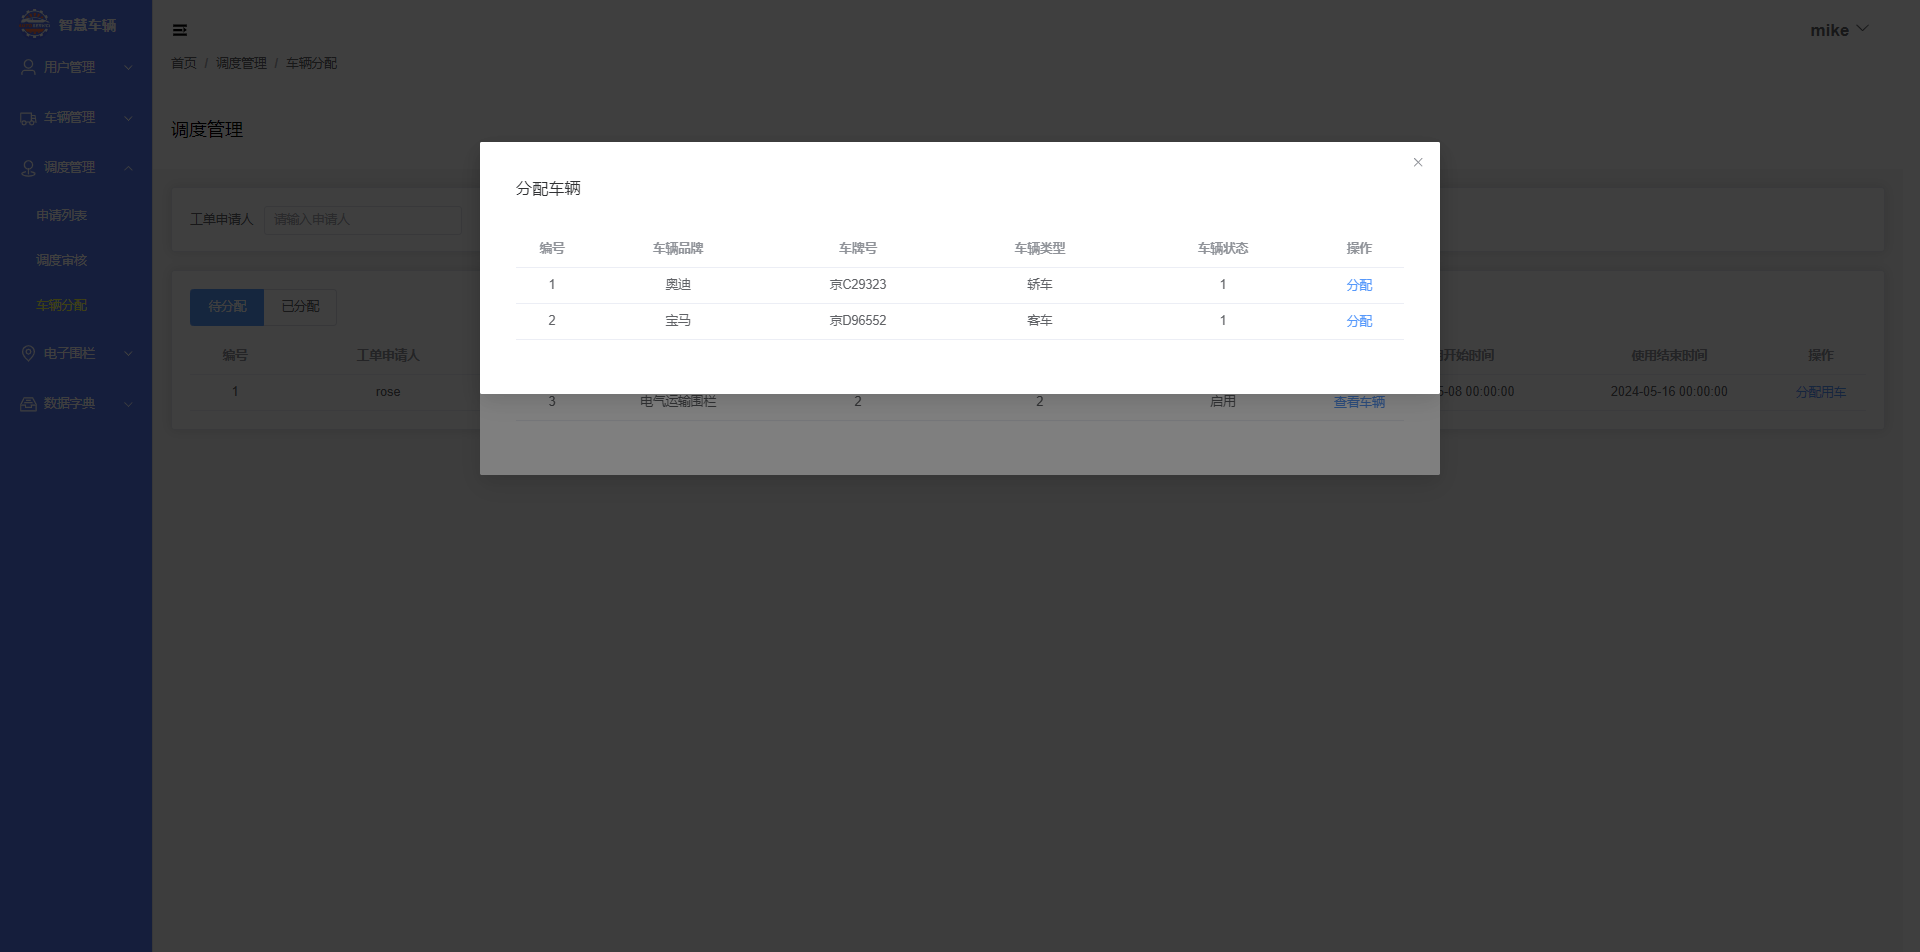 智慧车辆
用户管理
车辆管理
调度管理
申请列表
调度审核
车辆分配
电子围栏
数据字典
mike
首页 / 调度管理 / 车辆分配
调度管理
工单申请人 请输入申请人
待分配 已分配
编号 工单申请人 开始时间 使用结束时间 操作
1 rose -08 00:00:00 2024-05-16 00:00:00 分配用车
分配车辆
编号 车辆品牌 车牌号 车辆类型 车辆状态 操作
1 奥迪 京C29323 轿车 1 分配
2 宝马 京D96552 客车 1 分配
3 电气运输围栏 2 2 启用 查看车辆